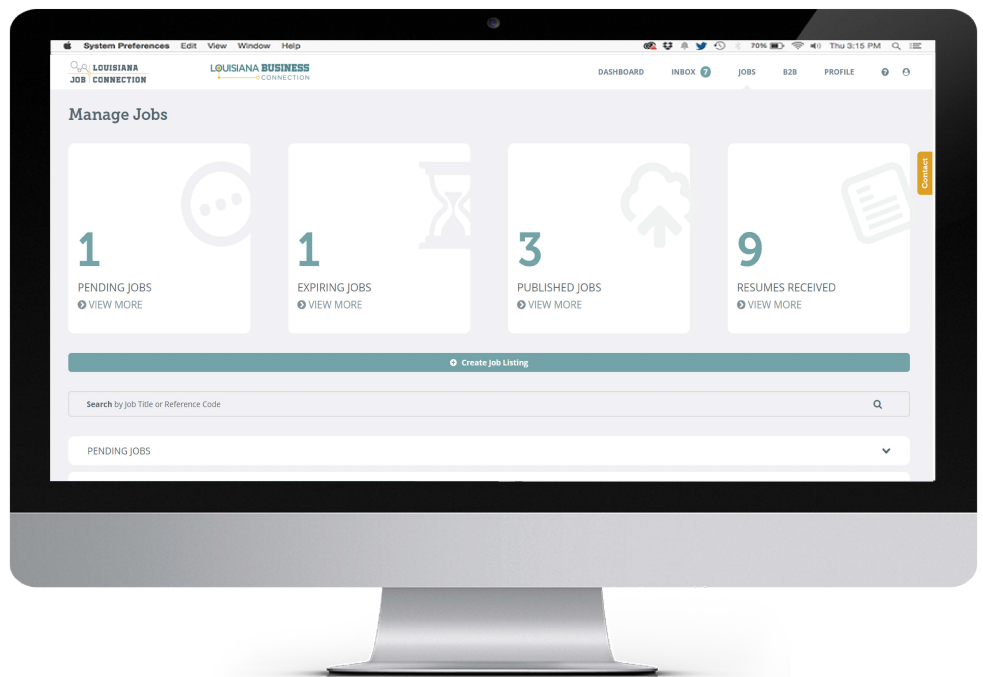 System Preferences Edit View Window Help 70% Thu 3:15 PM
LOUISIANA
JOB CONNECTION
LOUISIANA BUSINESS
CONNECTION
DASHBOARD INBOX 7 JOBS B2B PROFILE ?
Manage Jobs
Contact
1
PENDING JOBS
VIEW MORE
1
EXPIRING JOBS
VIEW MORE
3
PUBLISHED JOBS
VIEW MORE
9
RESUMES RECEIVED
VIEW MORE
Create Job Listing
Search by Job Title or Reference Code
PENDING JOBS